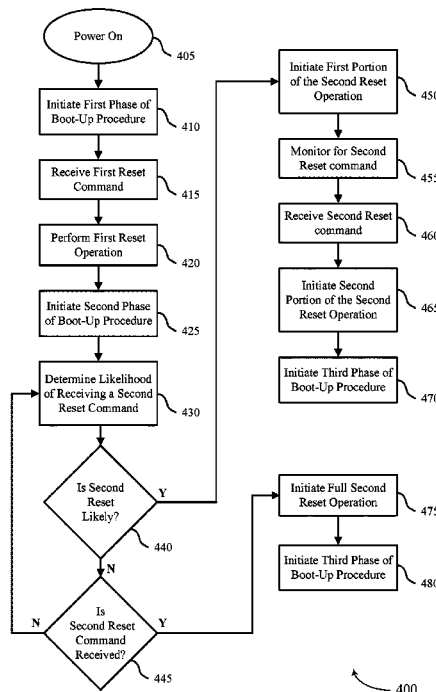 Power On
405
Initiate First Phase of
Boot-Up Procedure
410
Receive First Reset
Command
415
Perform First Reset
Operation
420
Initiate Second Phase
of Boot-Up Procedure
425
Determine Likelihood
of Receiving a Second
Reset Command
430
Is Second
Reset
Likely?
Y
440
N
Is
Second Reset
Command
Received?
N
Y
445
Initiate First Portion
of the Second Reset
Operation
450
Monitor for Second
Reset command
455
Receive Second Reset
command
460
Initiate Second
Portion of the Second
Reset Operation
465
Initiate Third Phase of
Boot-Up Procedure
470
Initiate Full Second
Reset Operation
475
Initiate Third Phase of
Boot-Up Procedure
480
400